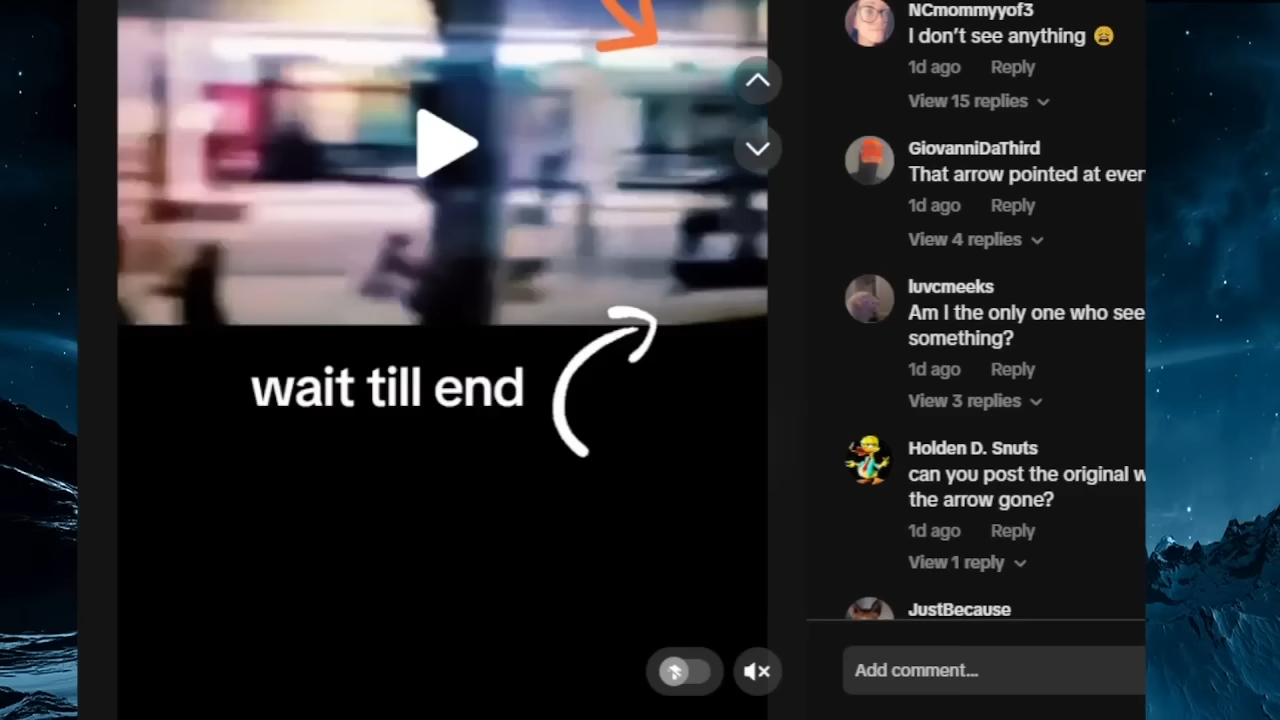 wait till end
NCmommyyof3
I don't see anything 😩
1d ago Reply
View 15 replies
GiovanniDaThird
That arrow pointed at ever
1d ago Reply
View 4 replies
luvcmeeks
Am I the only one who see
something?
1d ago Reply
View 3 replies
Holden D. Snuts
can you post the original w
the arrow gone?
1d ago Reply
View 1 reply
JustBecause
Add comment...